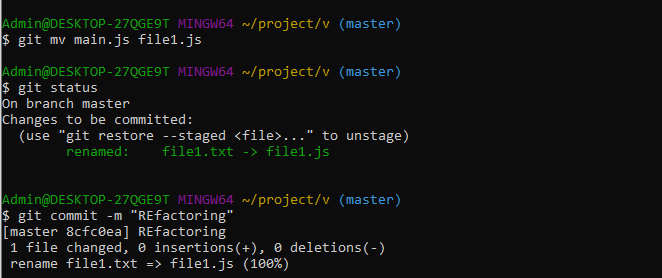 Admin@DESKTOP-27QGE9T MINGW64 ~/project/v (master)
$ git mv main.js file1.js
Admin@DESKTOP-27QGE9T MINGW64 ~/project/v (master)
$ git status
On branch master
Changes to be committed:
  (use "git restore --staged <file>..." to unstage)
        renamed:    file1.txt -> file1.js
Admin@DESKTOP-27QGE9T MINGW64 ~/project/v (master)
$ git commit -m "REfactoring"
[master 8cfc0ea] REfactoring
 1 file changed, 0 insertions(+), 0 deletions(-)
 rename file1.txt => file1.js (100%)